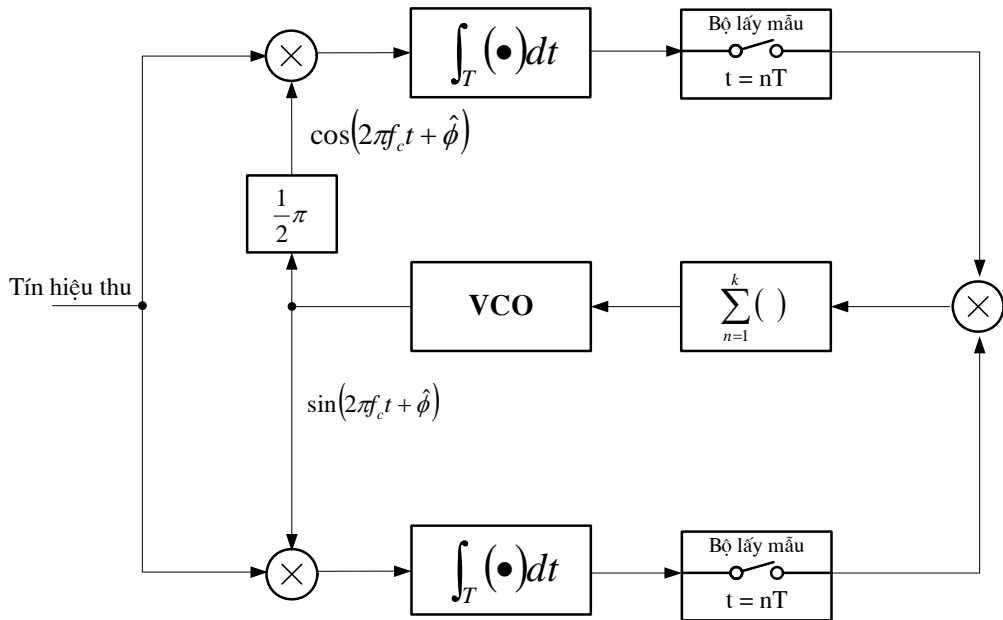 ∫_T (•)dt
Bộ lấy mẫu
t = nT
cos(2πf_c t + φ̂)
1/2 π
Tín hiệu thu
VCO
∑_{n=1}^{k} ( )
sin(2πf_c t + φ̂)
∫_T (•)dt
Bộ lấy mẫu
t = nT